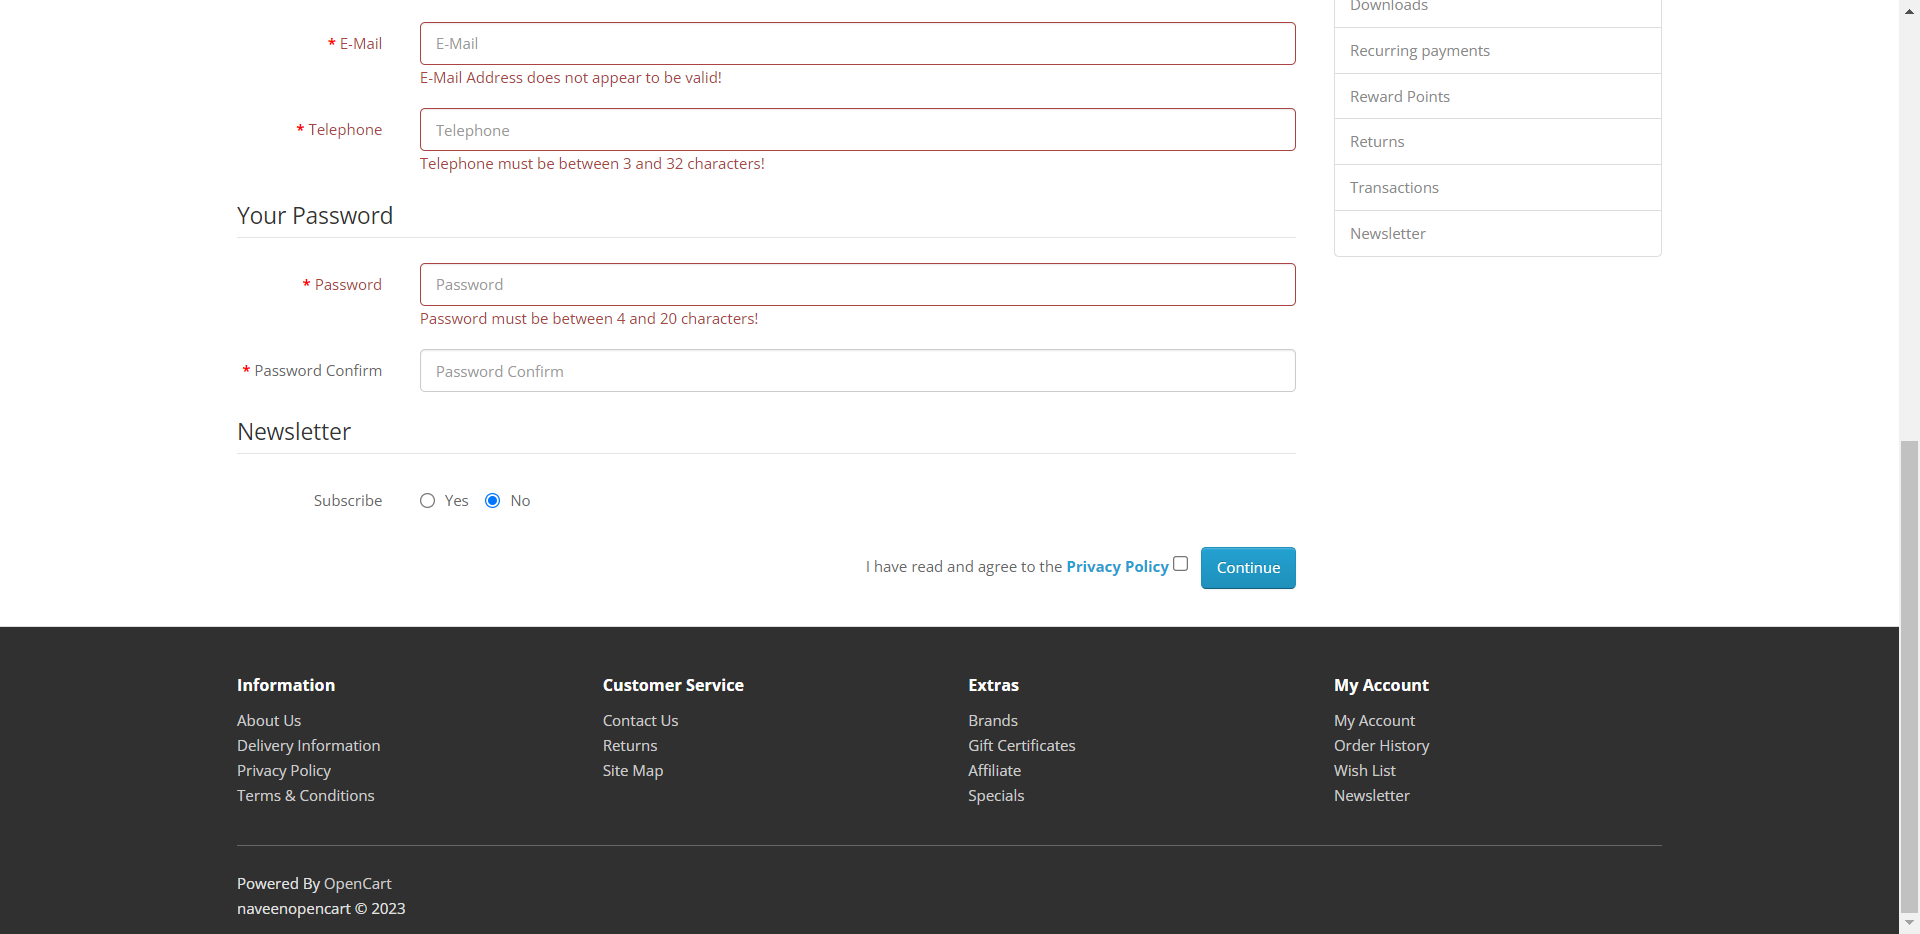 * E-Mail
E-Mail
E-Mail Address does not appear to be valid!
* Telephone
Telephone
Telephone must be between 3 and 32 characters!
Your Password
* Password
Password
Password must be between 4 and 20 characters!
* Password Confirm
Password Confirm
Newsletter
Subscribe
Yes
No
I have read and agree to the Privacy Policy
Continue
Downloads
Recurring payments
Reward Points
Returns
Transactions
Newsletter
Information
About Us
Delivery Information
Privacy Policy
Terms & Conditions
Customer Service
Contact Us
Returns
Site Map
Extras
Brands
Gift Certificates
Affiliate
Specials
My Account
My Account
Order History
Wish List
Newsletter
Powered By OpenCart
naveenopencart © 2023